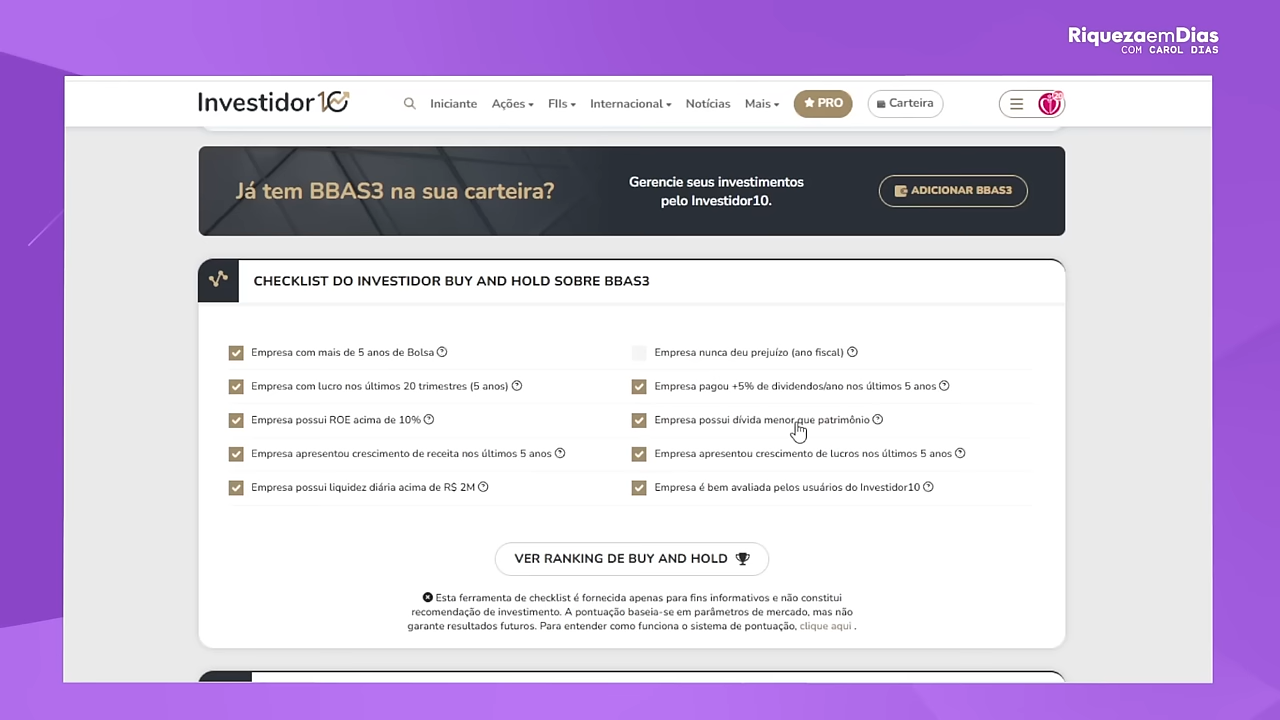 RiquezaemDias
COM CAROL DIAS
Investidor10
Iniciante
Ações
FIIs
Internacional
Notícias
Mais
PRO
Carteira
Já tem BBAS3 na sua carteira?
Gerencie seus investimentos
pelo Investidor10.
ADICIONAR BBAS3
CHECKLIST DO INVESTIDOR BUY AND HOLD SOBRE BBAS3
Empresa com mais de 5 anos de Bolsa
Empresa nunca deu prejuízo (ano fiscal)
Empresa com lucro nos últimos 20 trimestres (5 anos)
Empresa pagou +5% de dividendos/ano nos últimos 5 anos
Empresa possui ROE acima de 10%
Empresa possui dívida menor que patrimônio
Empresa apresentou crescimento de receita nos últimos 5 anos
Empresa apresentou crescimento de lucros nos últimos 5 anos
Empresa possui liquidez diária acima de R$ 2M
Empresa é bem avaliada pelos usuários do Investidor10
VER RANKING DE BUY AND HOLD
Esta ferramenta de checklist é fornecida apenas para fins informativos e não constitui
recomendação de investimento. A pontuação baseia-se em parâmetros de mercado, mas não
garante resultados futuros. Para entender como funciona o sistema de pontuação, clique aqui .